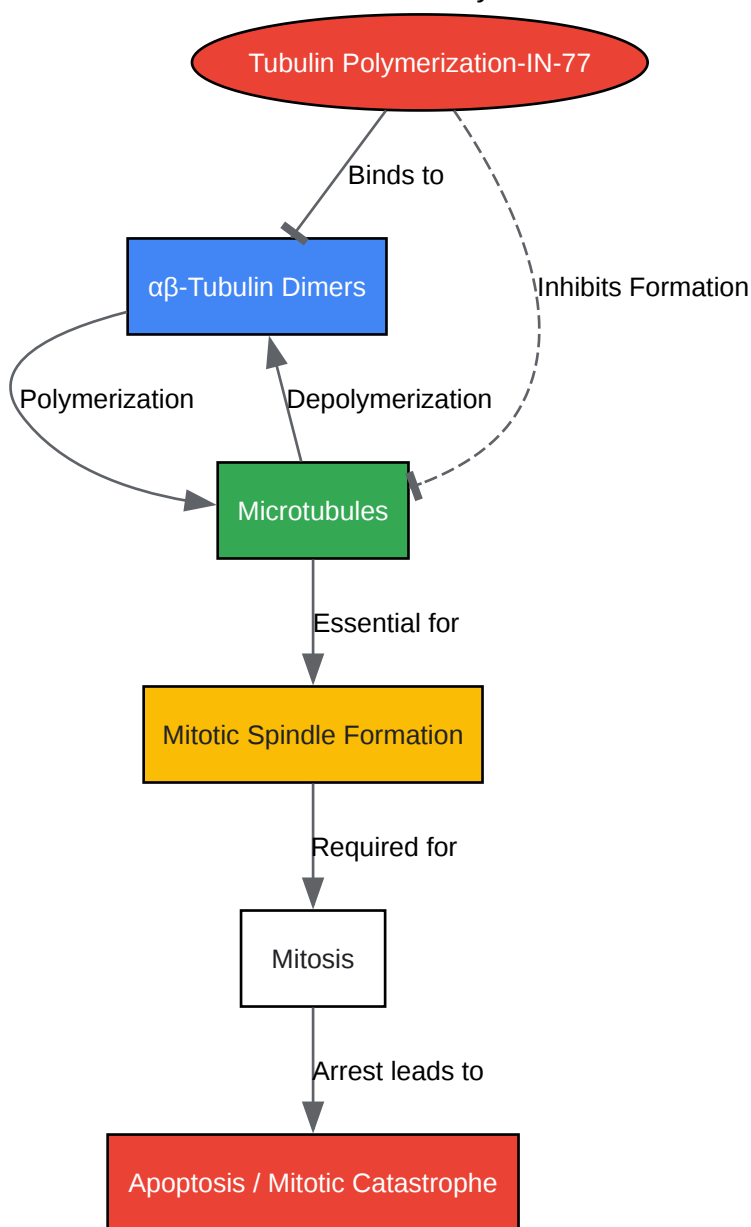 Tubulin Polymerization-IN-77
Binds to
αβ-Tubulin Dimers
Inhibits Formation
Polymerization
Depolymerization
Microtubules
Essential for
Mitotic Spindle Formation
Required for
Mitosis
Arrest leads to
Apoptosis / Mitotic Catastrophe